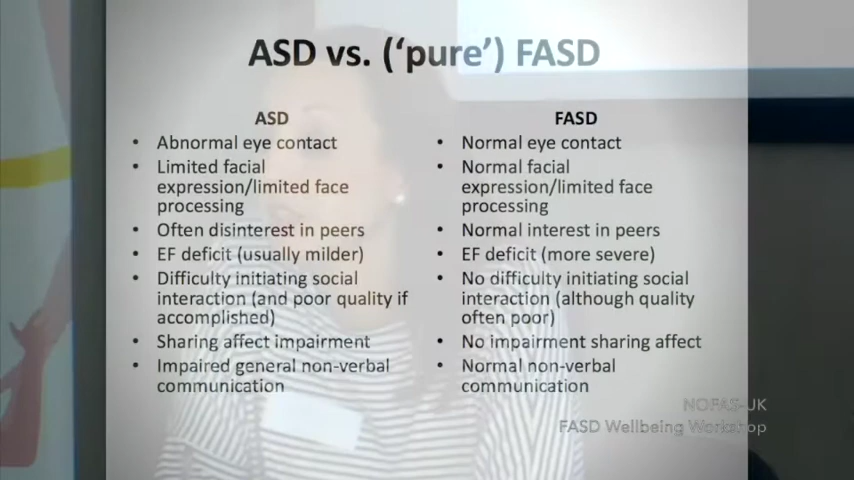 ASD vs. (‘pure’) FASD
ASD
• Abnormal eye contact
• Limited facial
expression/limited face
processing
• Often disinterest in peers
• EF deficit (usually milder)
• Difficulty initiating social
interaction (and poor quality if
accomplished)
• Sharing affect impairment
• Impaired general non-verbal
communication
FASD
• Normal eye contact
• Normal facial
expression/limited face
processing
• Normal interest in peers
• EF deficit (more severe)
• No difficulty initiating social
interaction (although quality
often poor)
• No impairment sharing affect
• Normal non-verbal
communication
NOFAS-UK
FASD Wellbeing Workshop